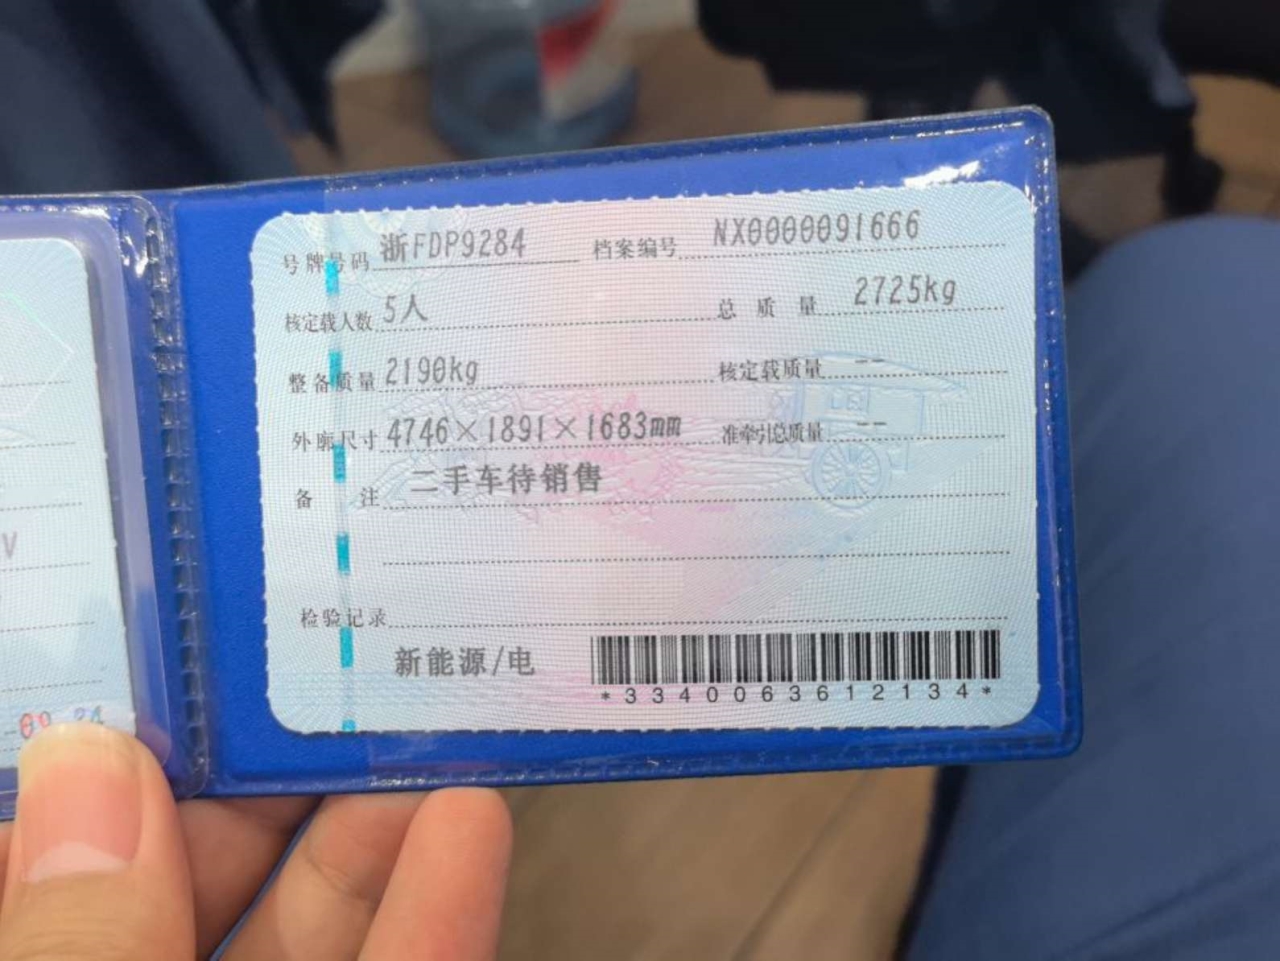 号牌号码 浙FDP9284 档案编号 NX0000091666
核定载人数 5人 总质量 2725kg
整备质量 2190kg 核定载质量 --
外廓尺寸 4746×1891×1683mm 准牵引总质量 --
备注 二手车待销售
检验记录
新能源/电
*3340063612134*
V